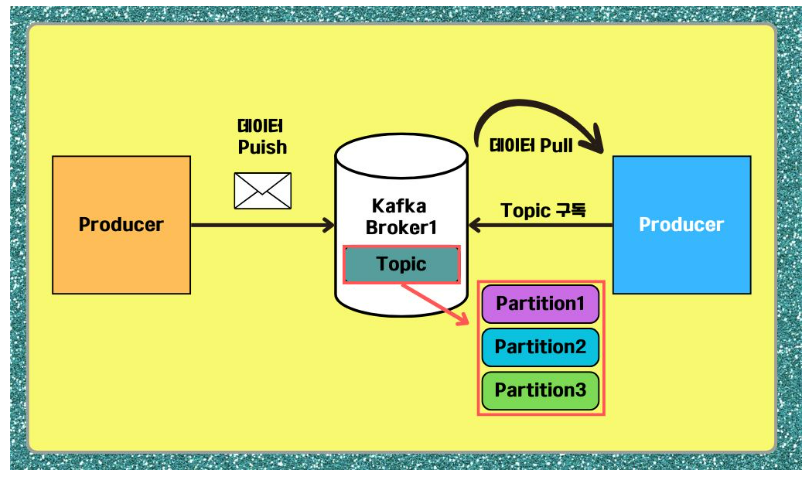 데이터
Puish
데이터 Pull
Producer
Kafka
Broker1
Topic
Topic 구독
Producer
Partition1
Partition2
Partition3